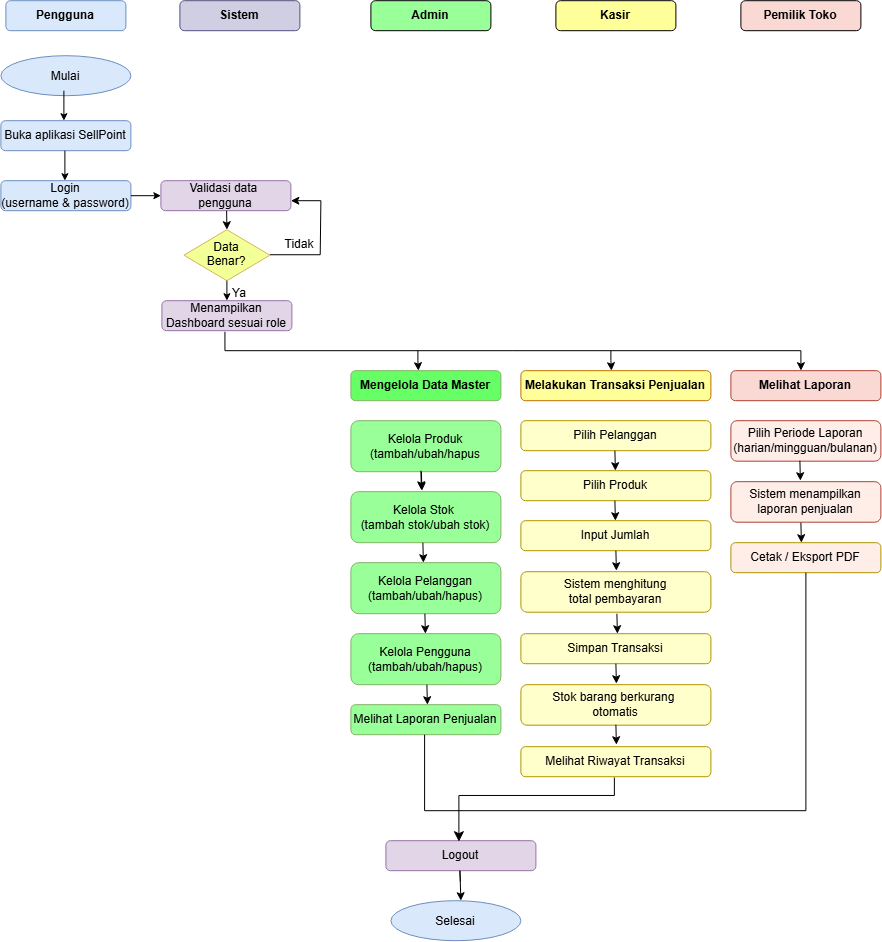 Pengguna
Sistem
Admin
Kasir
Pemilik Toko
Mulai
Buka aplikasi SellPoint
Login
(username & password)
Validasi data
pengguna
Data
Benar?
Tidak
Ya
Menampilkan
Dashboard sesuai role
Mengelola Data Master
Kelola Produk
(tambah/ubah/hapus
Kelola Stok
(tambah stok/ubah stok)
Kelola Pelanggan
(tambah/ubah/hapus)
Kelola Pengguna
(tambah/ubah/hapus)
Melihat Laporan Penjualan
Melakukan Transaksi Penjualan
Pilih Pelanggan
Pilih Produk
Input Jumlah
Sistem menghitung
total pembayaran
Simpan Transaksi
Stok barang berkurang
otomatis
Melihat Riwayat Transaksi
Melihat Laporan
Pilih Periode Laporan
(harian/mingguan/bulanan)
Sistem menampilkan
laporan penjualan
Cetak / Eksport PDF
Logout
Selesai